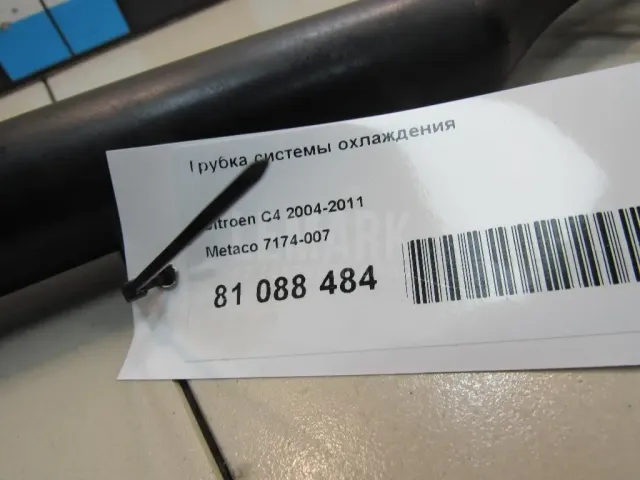 Трубка системы охлаждения
Citroen C4 2004-2011
Metaco 7174-007
81 088 484